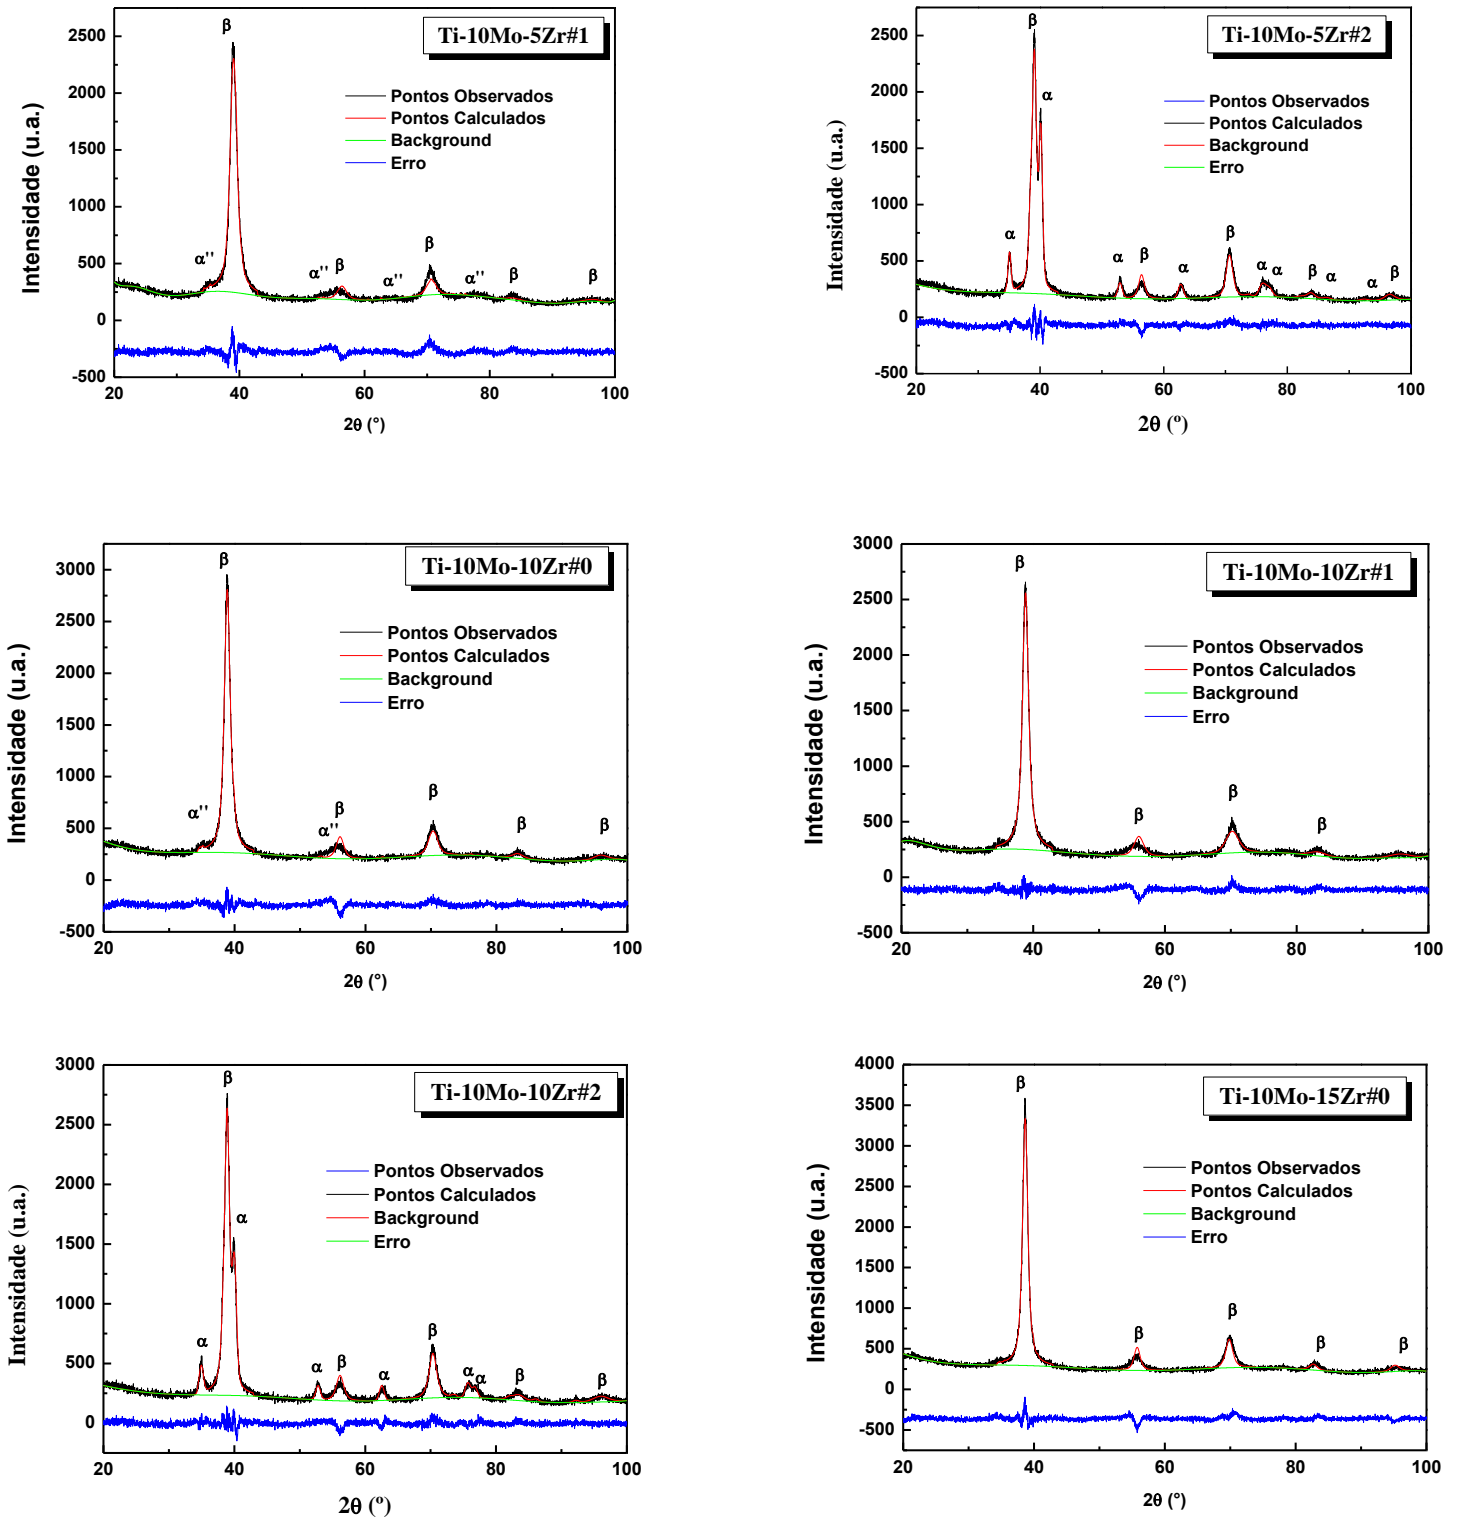 β
Ti-10Mo-5Zr#1
2500
2000
1500
1000
500
0
-500
Intensidade (u.a.)
Pontos Observados
Pontos Calculados
Background
Erro
α''
α''
β
α''
β
α''
β
β
20
40
60
80
100
2θ (°)
β
Ti-10Mo-5Zr#2
2500
2000
1500
1000
500
0
-500
Intensidade (u.a.)
α
Pontos Observados
Pontos Calculados
Background
Erro
α
α
β
α
β
α
α
β
α
α
β
20
40
60
80
100
2θ (º)
β
Ti-10Mo-10Zr#0
3000
2500
2000
1500
1000
500
0
-500
Intensidade (u.a.)
Pontos Observados
Pontos Calculados
Background
Erro
α''
α''
β
β
β
β
20
40
60
80
100
2θ (°)
β
Ti-10Mo-10Zr#1
3000
2500
2000
1500
1000
500
0
-500
Intensidade (u.a.)
Pontos Observados
Pontos Calculados
Background
Erro
β
β
β
20
40
60
80
100
2θ (°)
β
Ti-10Mo-10Zr#2
3000
2500
2000
1500
1000
500
0
Intensidade (u.a.)
Pontos Observados
Pontos Calculados
Background
Erro
α
α
α
β
α
β
α
α
β
β
20
40
60
80
100
2θ (º)
β
Ti-10Mo-15Zr#0
4000
3500
3000
2500
2000
1500
1000
500
0
-500
Intensidade (u.a.)
Pontos Observados
Pontos Calculados
Background
Erro
β
β
β
β
20
40
60
80
100
2θ (°)